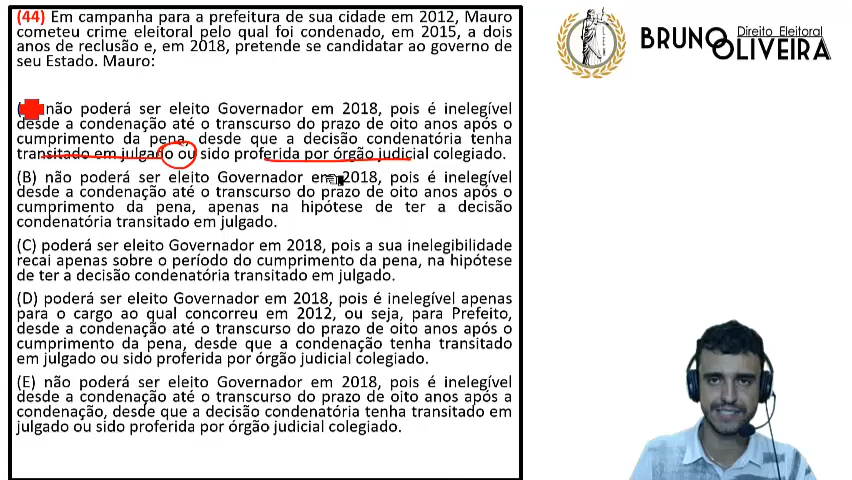 (44) Em campanha para a prefeitura de sua cidade em 2012, Mauro
cometeu crime eleitoral pelo qual foi condenado, em 2015, a dois
anos de reclusão e, em 2018, pretende se candidatar ao governo de
seu Estado. Mauro:
não poderá ser eleito Governador em 2018, pois é inelegível
desde a condenação até o transcurso do prazo de oito anos após o
cumprimento da pena, desde que a decisão condenatória tenha
transitado em julgado ou sido proferida por órgão judicial colegiado.
(B) não poderá ser eleito Governador em 2018, pois é inelegível
desde a condenação até o transcurso do prazo de oito anos após o
cumprimento da pena, apenas na hipótese de ter a decisão
condenatória transitado em julgado.
(C) poderá ser eleito Governador em 2018, pois a sua inelegibilidade
recai apenas sobre o período do cumprimento da pena, na hipótese
de ter a decisão condenatória transitado em julgado.
(D) poderá ser eleito Governador em 2018, pois é inelegível apenas
para o cargo ao qual concorreu em 2012, ou seja, para Prefeito,
desde a condenação até o transcurso do prazo de oito anos após o
cumprimento da pena, desde que a condenação tenha transitado
em julgado ou sido proferida por órgão judicial colegiado.
(E) não poderá ser eleito Governador em 2018, pois é inelegível
desde a condenação até o transcurso do prazo de oito anos após a
condenação, desde que a decisão condenatória tenha transitado em
julgado ou sido proferida por órgão judicial colegiado.
Direito Eleitoral
BRUNO
OLIVEIRA